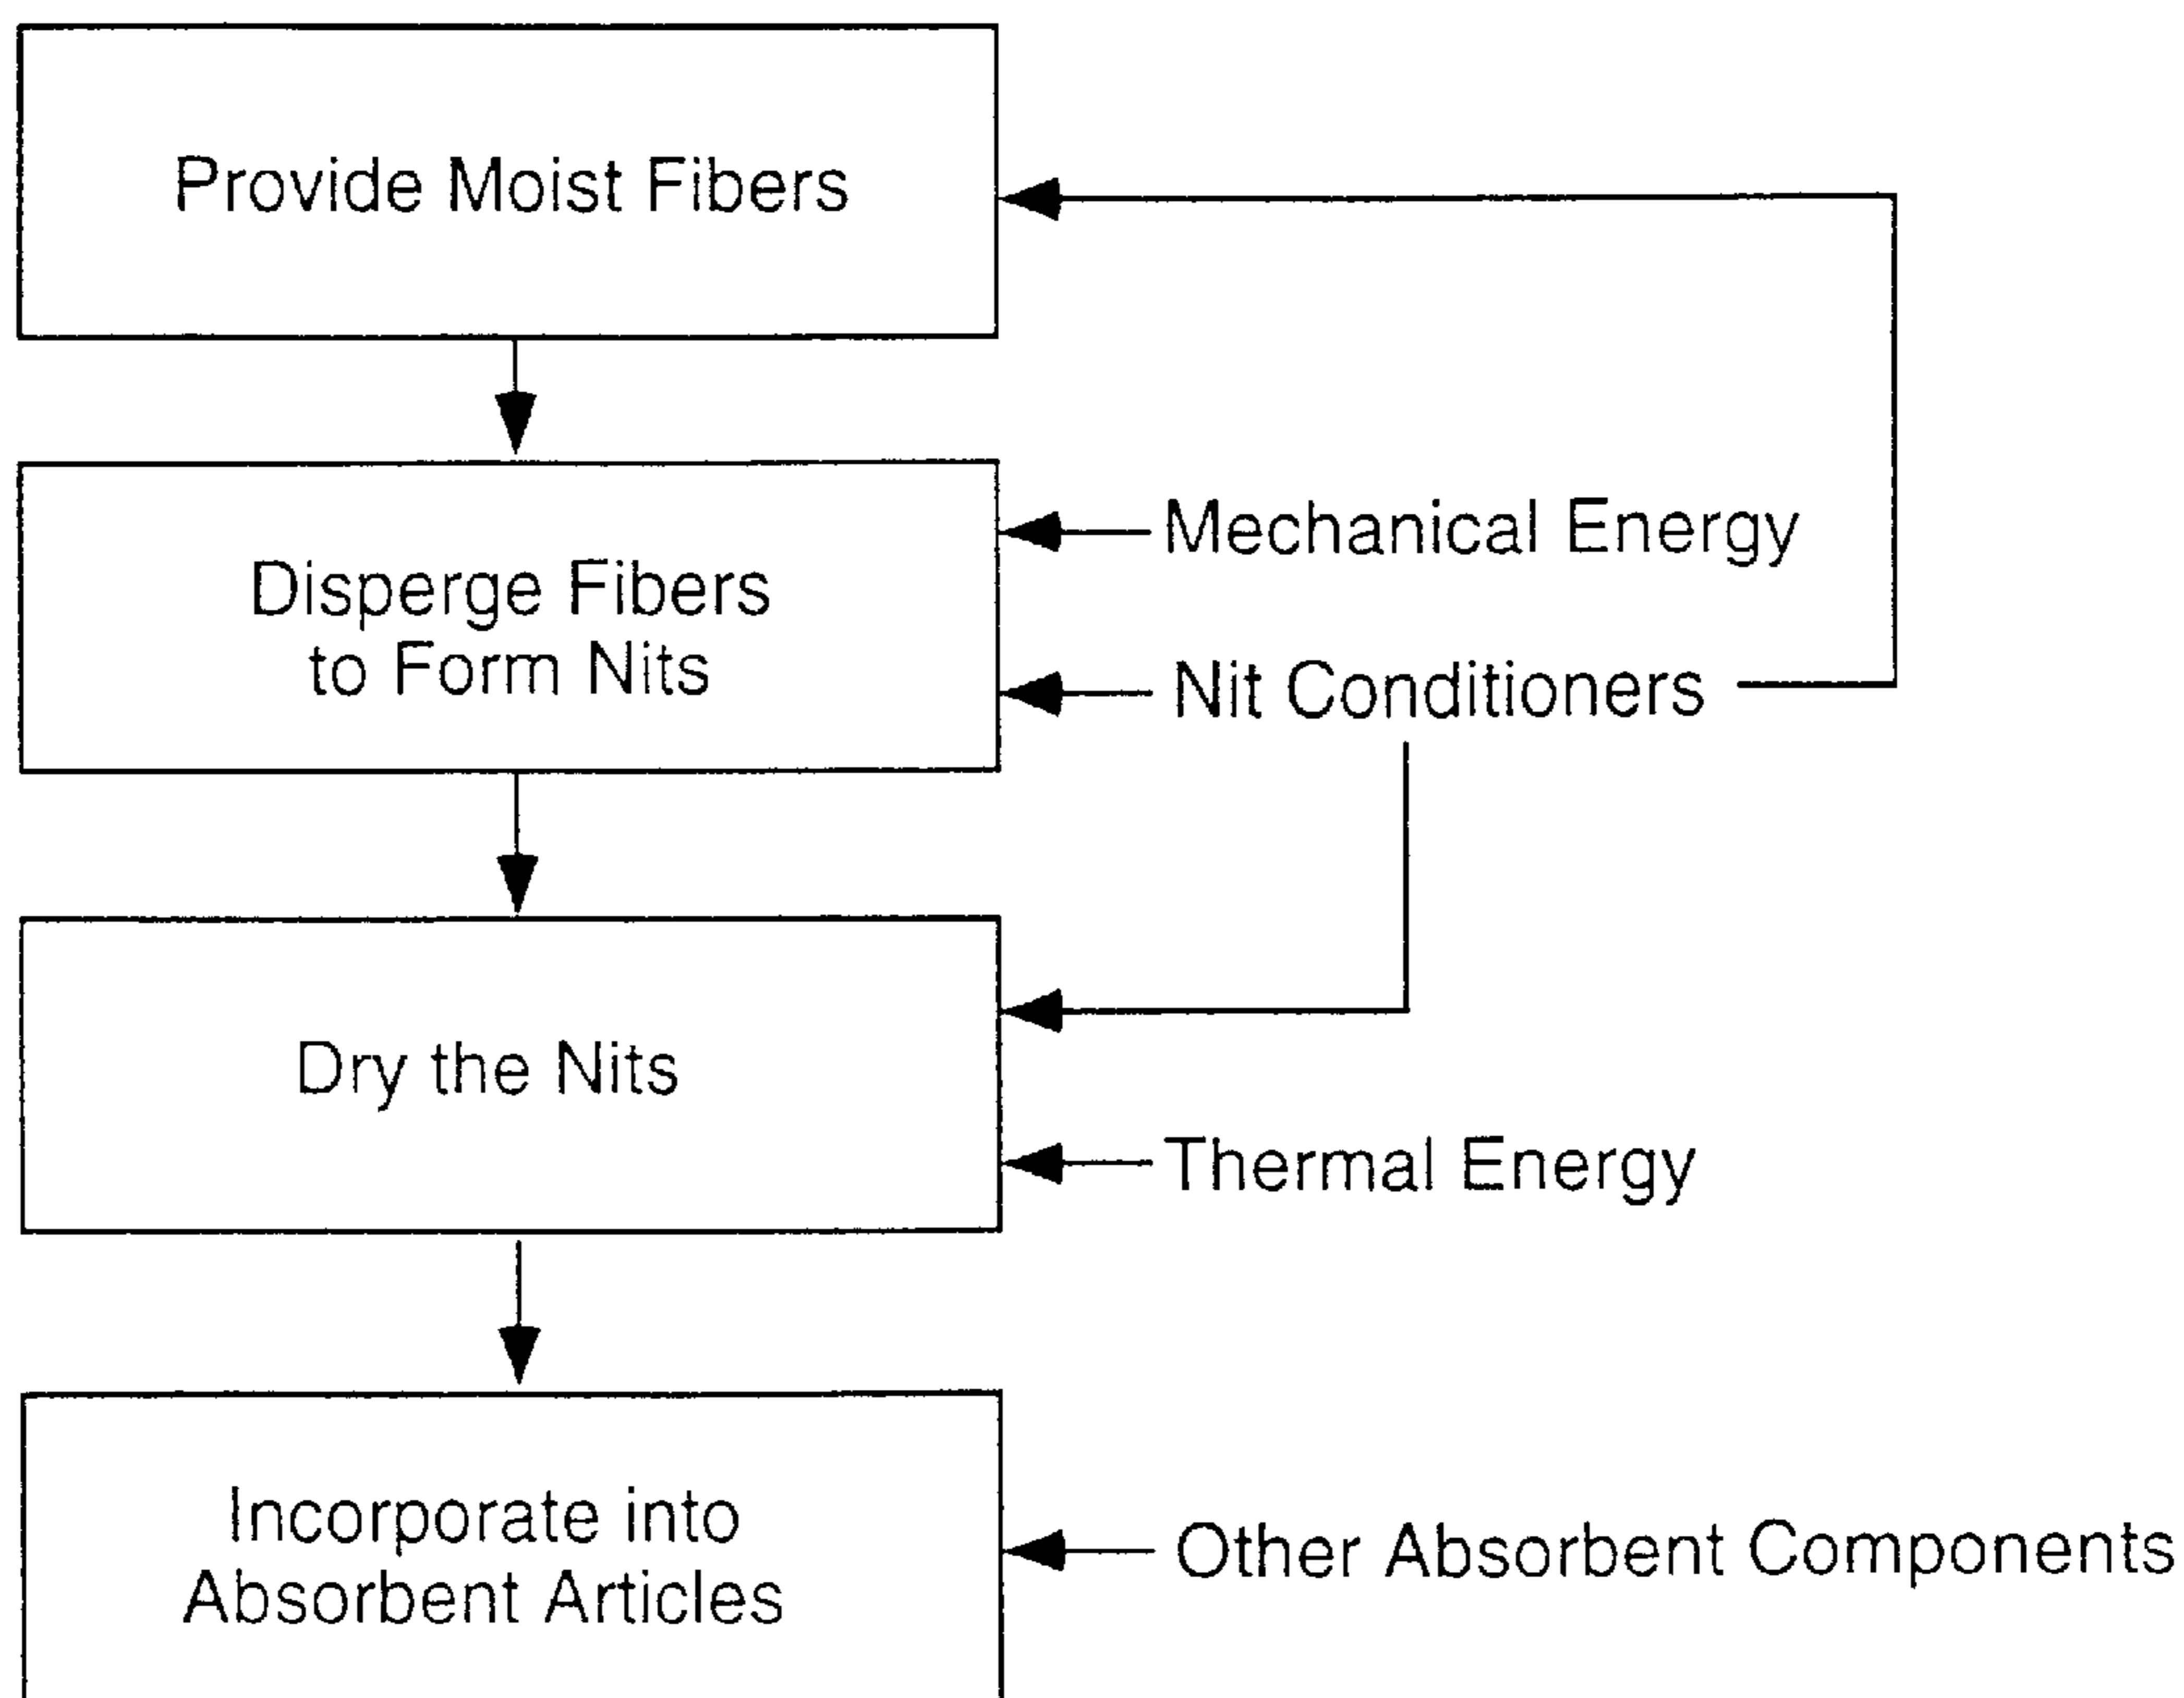 Provide Moist Fibers
Disperge Fibers
to Form Nits
Mechanical Energy
Nit Conditioners
Dry the Nits
Thermal Energy
Incorporate into
Absorbent Articles
Other Absorbent Components